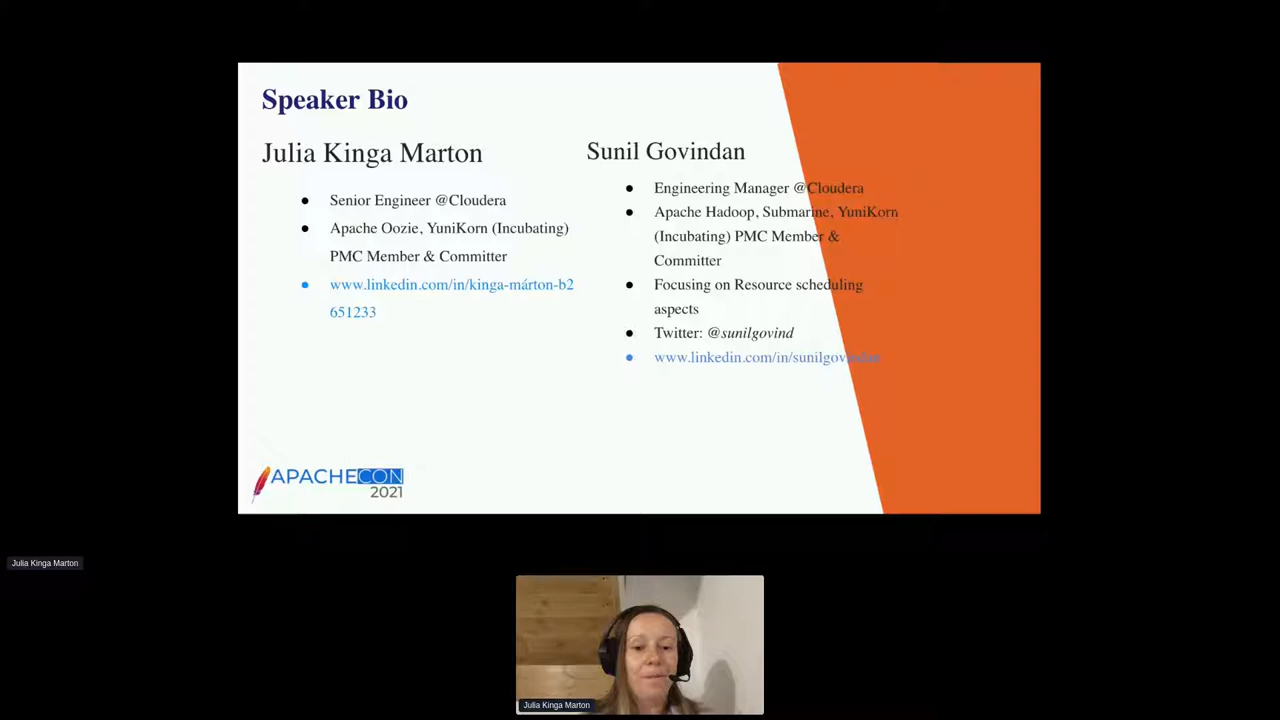 Speaker Bio
Julia Kinga Marton
● Senior Engineer @Cloudera
● Apache Oozie, YuniKorn (Incubating)
PMC Member & Committer
● www.linkedin.com/in/kinga-márton-b2
651233
Sunil Govindan
● Engineering Manager @Cloudera
● Apache Hadoop, Submarine, YuniKorn
(Incubating) PMC Member &
Committer
● Focusing on Resource scheduling
aspects
● Twitter: @sunilgovind
● www.linkedin.com/in/sunilgovindan
APACHECON
2021
Julia Kinga Marton
Julia Kinga Marton